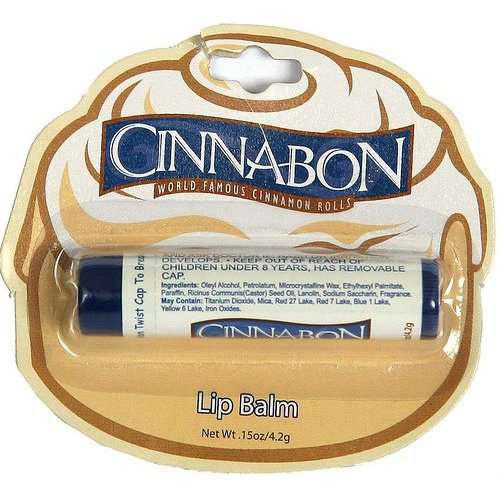 CINNABON
WORLD FAMOUS CINNAMON ROLLS
DEVELOPS. • KEEP OUT OF REACH OF
CHILDREN UNDER 8 YEARS, HAS REMOVABLE
CAP.
Ingredients: Oleyl Alcohol, Petrolatum, Microcrystalline Wax, Ethylhexyl Palmitate,
Paraffin, Ricinus Communis(Castor) Seed Oil, Lanolin, Sodium Saccharin, Fragrance.
May Contain: Titanium Dioxide, Mica, Red 27 Lake, Red 7 Lake, Blue 1 Lake,
Yellow 6 Lake, Iron Oxides.
Twist Cap To
CINNABON
4.2g
Lip Balm
Net Wt .15oz/4.2g